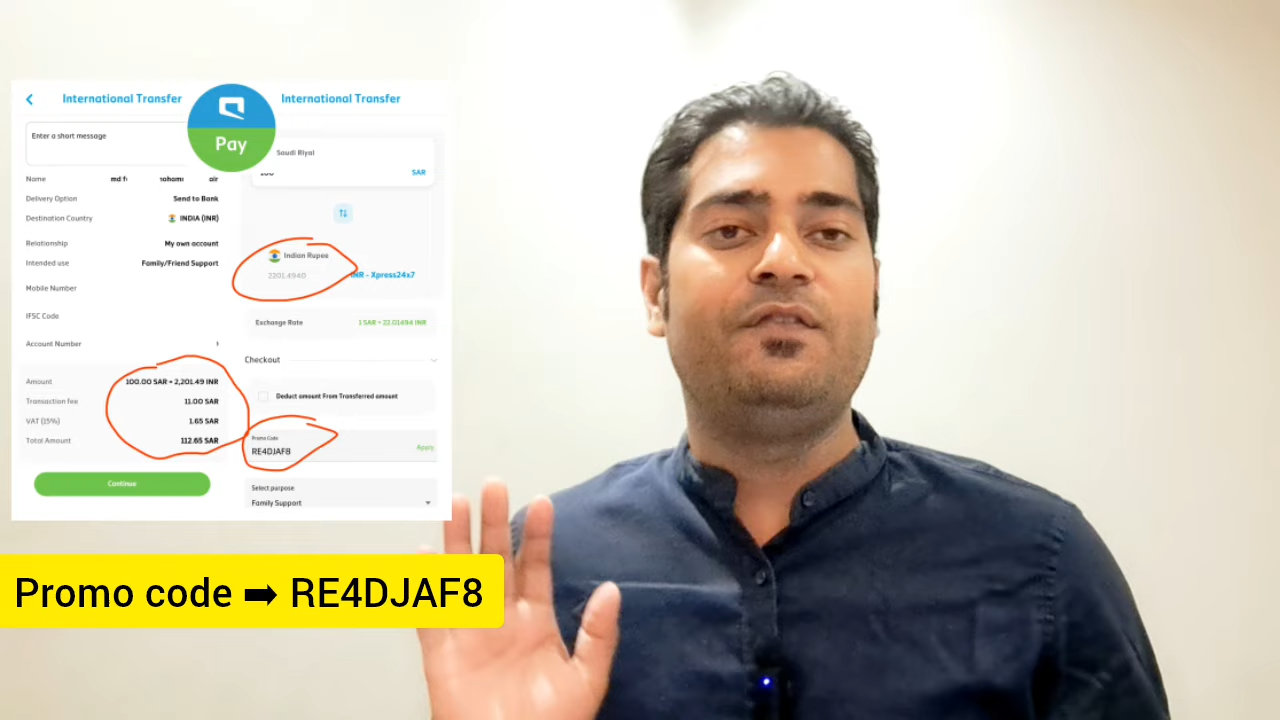 International Transfer
Enter a short message
Name
Delivery Option Send to Bank
Destination Country INDIA (INR)
Relationship My own account
Intended use Family/Friend Support
Mobile Number
IFSC Code
Account Number
Amount 100.00 SAR = 2,201.49 INR
Transaction fee 11.00 SAR
VAT (15%) 1.65 SAR
Total Amount 112.65 SAR
Continue
Pay
International Transfer
Saudi Riyal
SAR
Indian Rupee
2201.4940 INR - Xpress24x7
Exchange Rate 1 SAR = 22.01494 INR
Checkout
Deduct amount From Transferred amount
Promo Code
RE4DJAF8 Apply
Select purpose
Family Support
Promo code ➡ RE4DJAF8